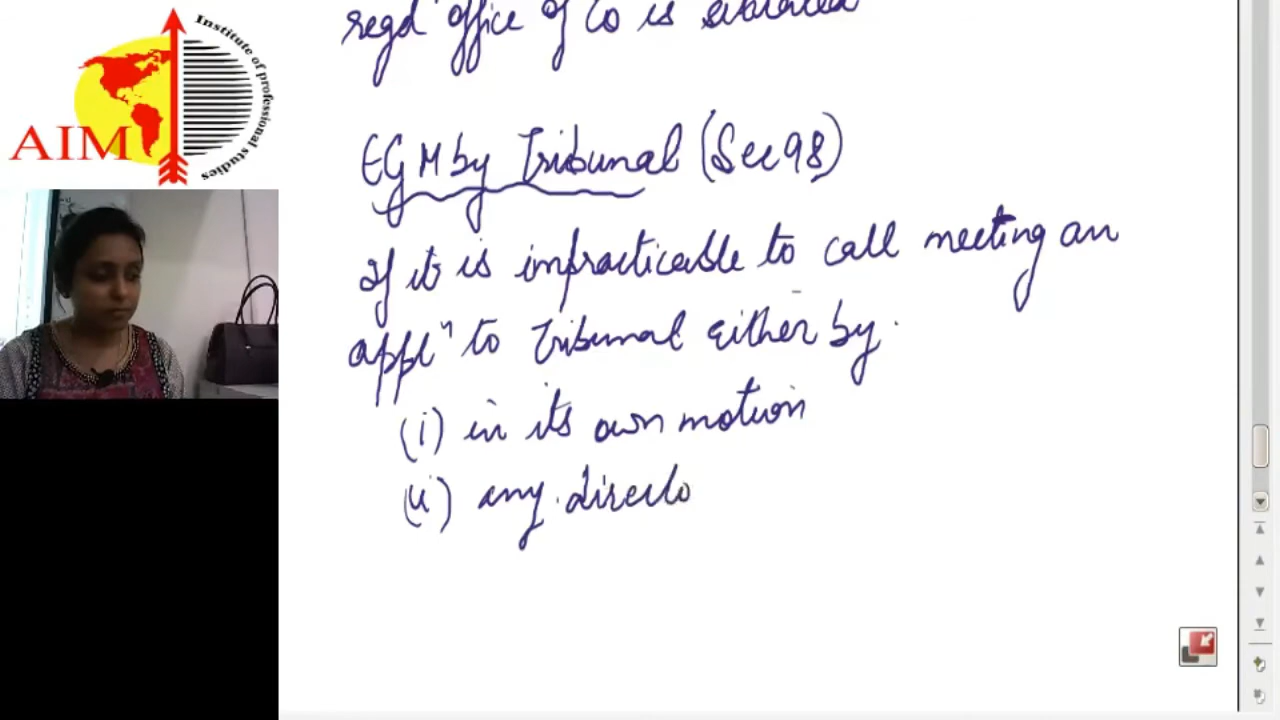 AIM
Institute of professional studies
regd office of Co is situated
EGM by Tribunal (Sec 98)
If it is impracticable to call meeting an
appln to Tribunal either by.
(i) in its own motion
(ii) any directo